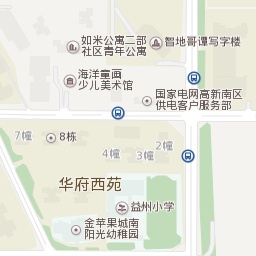 如米公寓二部
社区青年公寓
智地哥谭写字楼
海洋童画
少儿美术馆
国家电网高新南区
供电客户服务部
7幢
8栋
4幢
3幢
2幢
华府西苑
益州小学
金苹果城南
阳光幼稚园